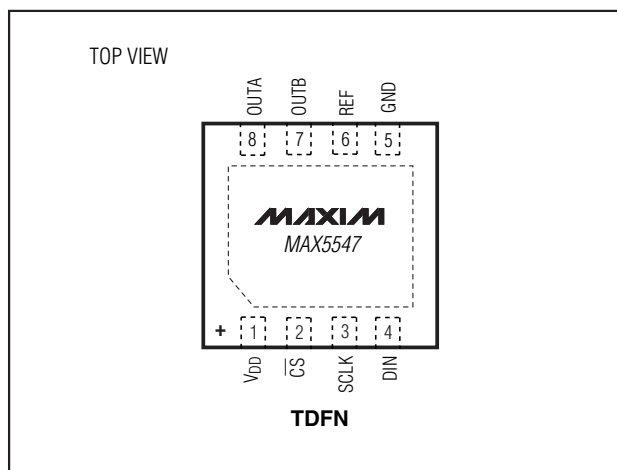 TOP VIEW
OUTA OUTB REF GND
8 7 6 5
MAXIM
MAX5547
+ 1 2 3 4
VDD C̅S̅ SCLK DIN
TDFN